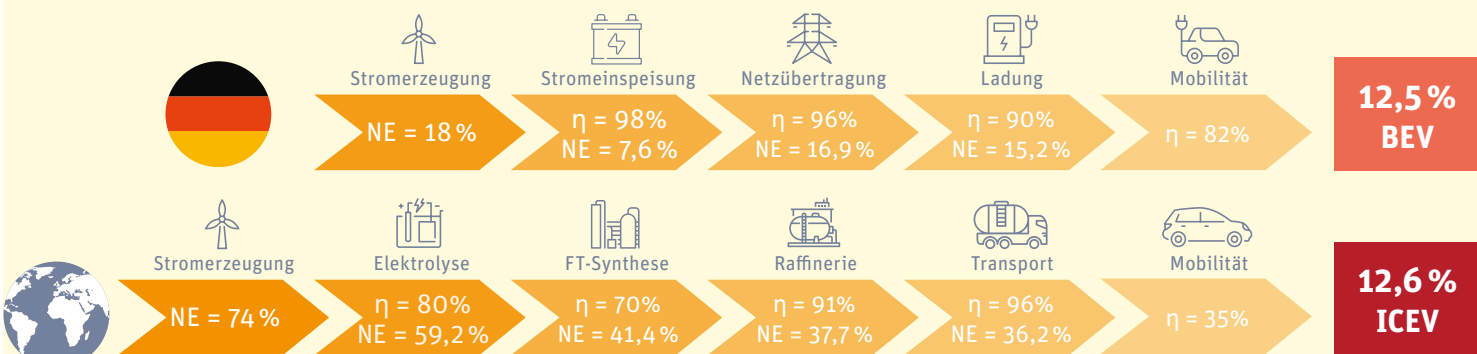 Stromerzeugung
NE = 18 %
Stromeinspeisung
η = 98%
NE = 7,6 %
Netzübertragung
η = 96%
NE = 16,9 %
Ladung
η = 90%
NE = 15,2 %
Mobilität
η = 82%
12,5 %
BEV
Stromerzeugung
NE = 74 %
+ -
Elektrolyse
η = 80%
NE = 59,2 %
FT-Synthese
η = 70%
NE = 41,4 %
Raffinerie
η = 91%
NE = 37,7 %
Transport
η = 96%
NE = 36,2 %
Mobilität
η = 35%
12,6 %
ICEV